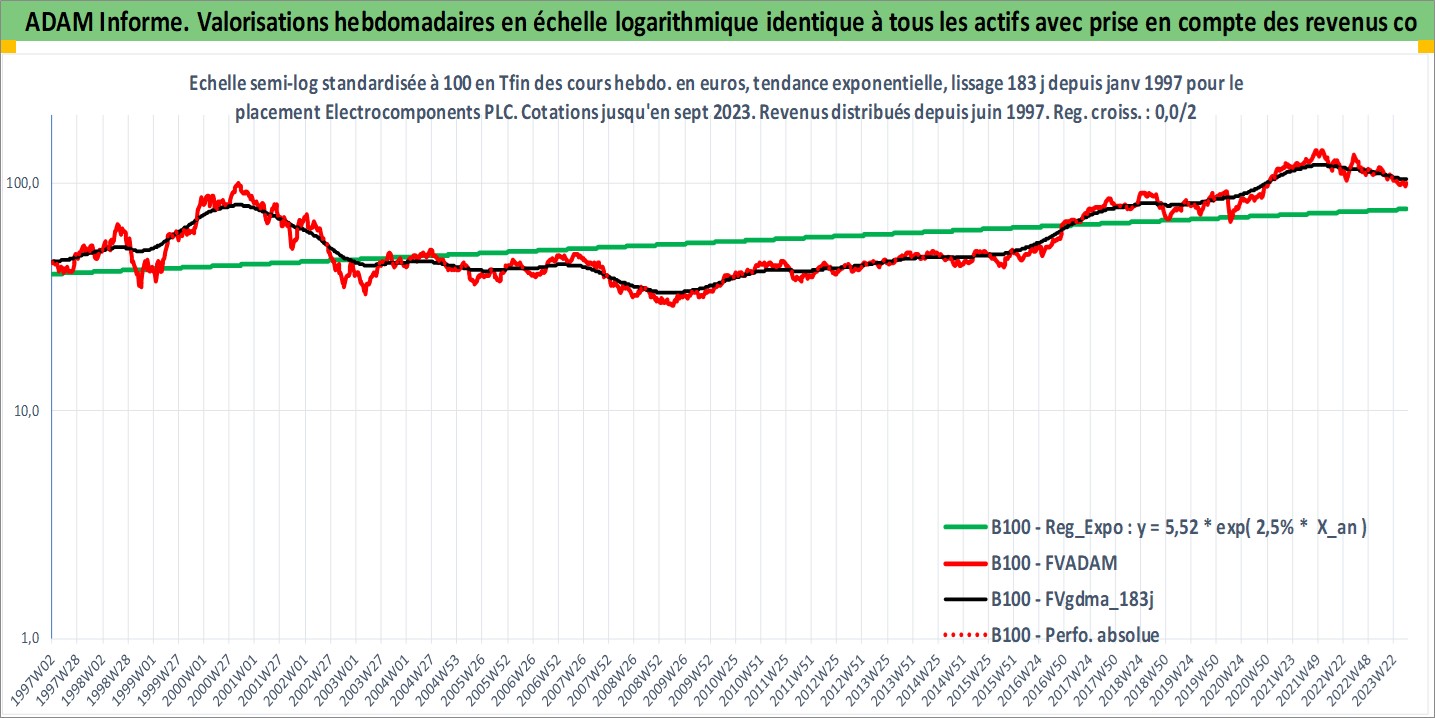 ADAM Informe. Valorisations hebdomadaires en échelle logarithmique identique à tous les actifs avec prise en compte des revenus co
Echelle semi-log standardisée à 100 en Tfin des cours hebdo. en euros, tendance exponentielle, lissage 183 j depuis janv 1997 pour le
placement Electrocomponents PLC. Cotations jusqu'en sept 2023. Revenus distribués depuis juin 1997. Reg. croiss. : 0,0/2
100,0
10,0
1,0
B100 - Reg_Expo : y = 5,52 * exp( 2,5% * X_an )
B100 - FVADAM
B100 - FVgdma_183j
B100 - Perfo. absolue
1997W02
1997W28
1998W02
1998W28
1999W01
1999W27
2000W01
2000W27
2001W01
2001W27
2002W01
2002W27
2003W01
2003W27
2004W01
2004W27
2004W53
2005W26
2005W52
2006W26
2006W52
2007W26
2007W52
2008W26
2008W52
2009W26
2009W52
2010W26
2010W51
2011W25
2011W51
2012W25
2012W51
2013W25
2013W51
2014W25
2014W51
2015W25
2015W51
2016W24
2016W50
2017W24
2017W50
2018W24
2018W50
2019W24
2019W50
2020W24
2020W50
2021W23
2021W49
2022W22
2022W48
2023W22